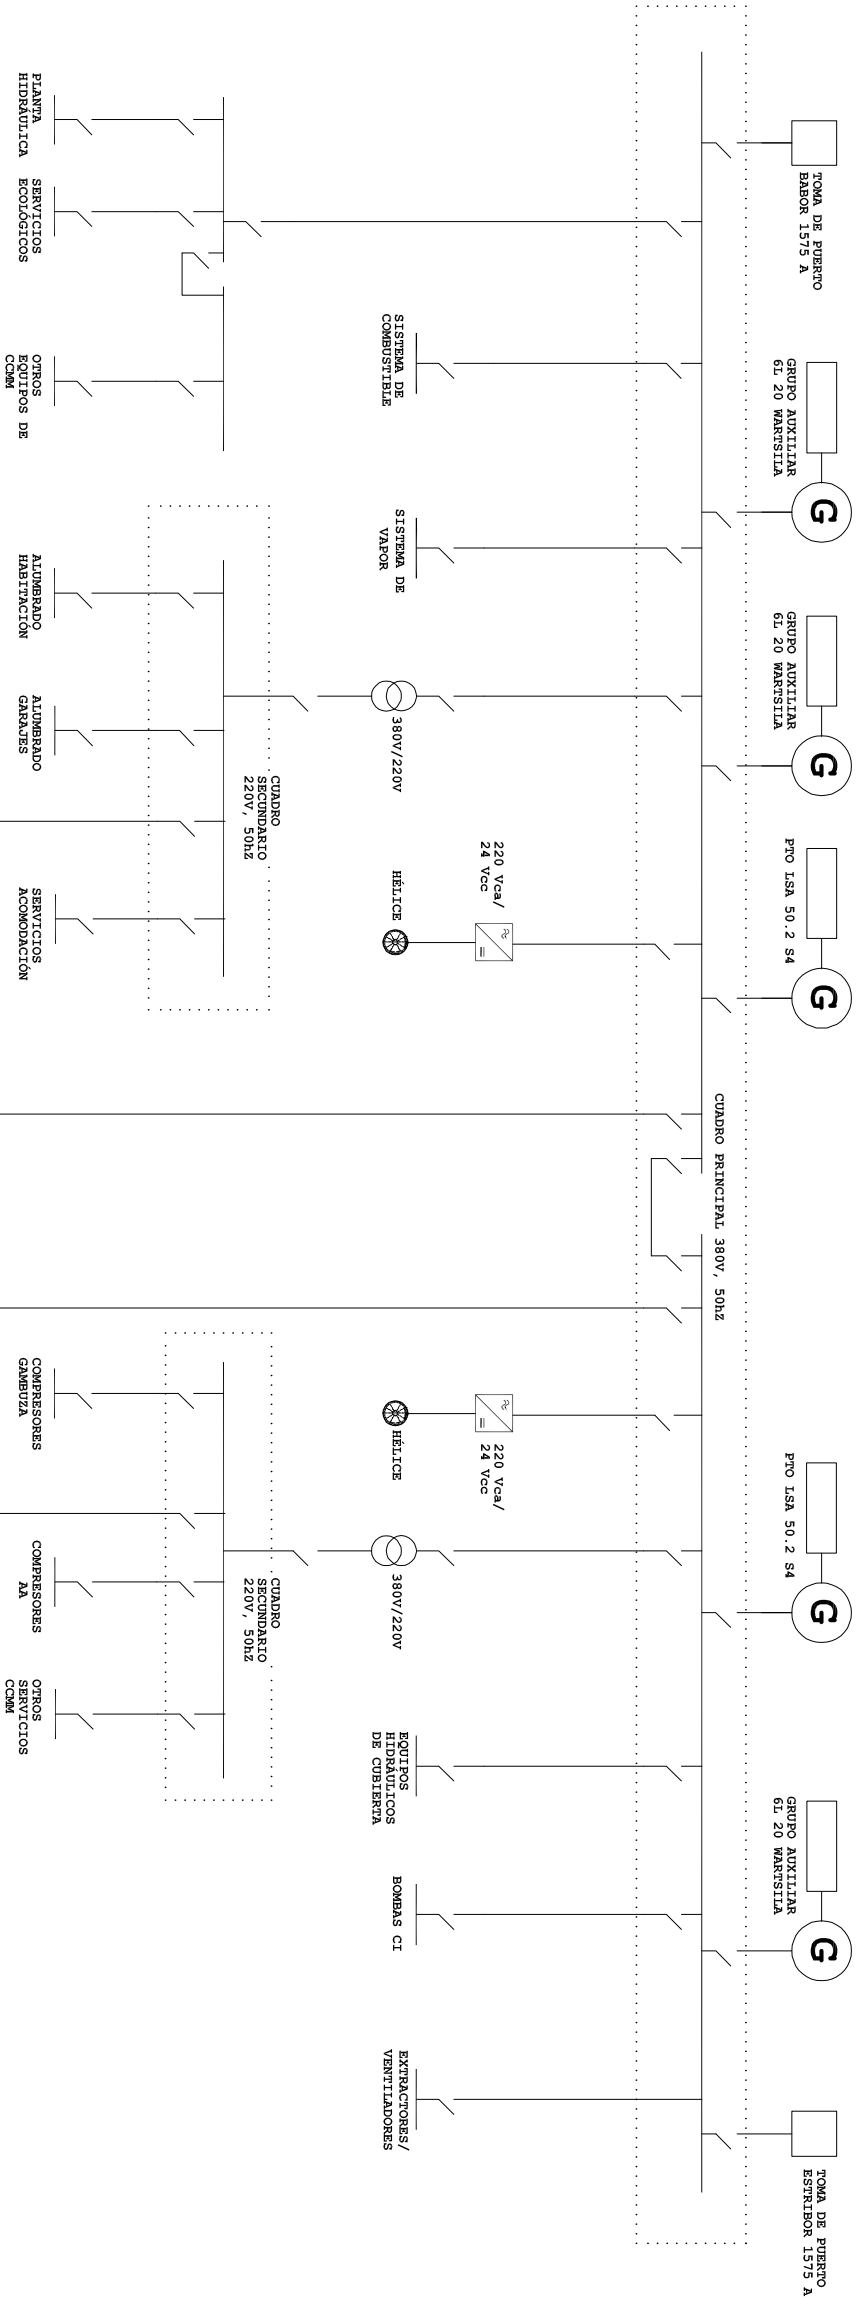 TOMA DE PUERTO
BABOR 1575 A
GRUPO AUXILIAR
6L 20 WARTSILA
G
GRUPO AUXILIAR
6L 20 WARTSILA
G
PTO LSA 50.2 S4
G
PTO LSA 50.2 S4
G
GRUPO AUXILIAR
6L 20 WARTSILA
G
TOMA DE PUERTO
ESTRIBOR 1575 A
CUADRO PRINCIPAL 380V, 50hZ
SISTEMA DE
COMBUSTIBLE
SISTEMA DE
VAPOR
380V/220V
220 Vca/
24 Vcc
HÉLICE
220 Vca/
24 Vcc
HÉLICE
380V/220V
EQUIPOS
HIDRÁULICOS
DE CUBIERTA
BOMBAS CI
EXTRACTORES/
VENTILADORES
CUADRO
SECUNDARIO
220V, 50hZ
CUADRO
SECUNDARIO
220V, 50hZ
PLANTA
HIDRÁULICA
SERVICIOS
ECOLÓGICOS
OTROS
EQUIPOS DE
CCMM
ALUMBRADO
HABITACIÓN
ALUMBRADO
GARAJES
SERVICIOS
ACOMODACIÓN
COMPRESORES
GAMBUZA
COMPRESORES
AA
OTROS
SERVICIOS
CCMM